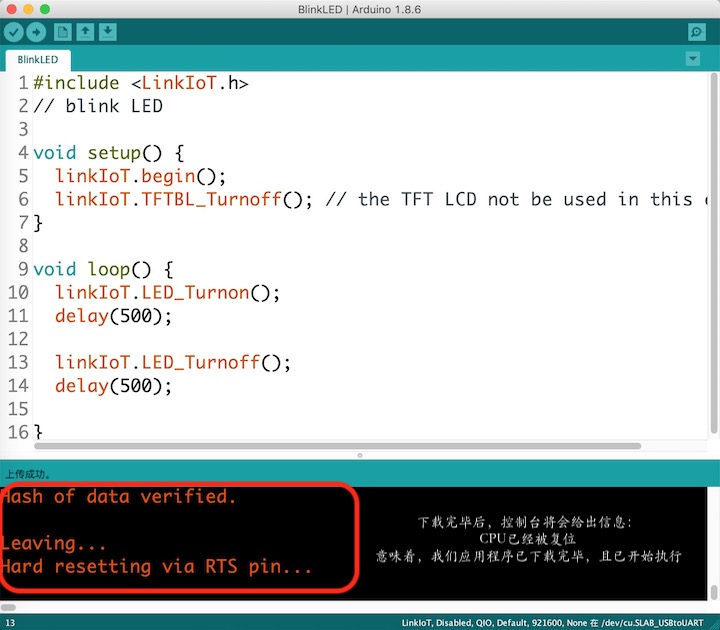 BlinkLED | Arduino 1.8.6
BlinkLED
1 #include <LinkIoT.h>
2 // blink LED
3
4 void setup() {
5   linkIoT.begin();
6   linkIoT.TFTBL_Turnoff(); // the TFT LCD not be used in this
7 }
8
9 void loop() {
10   linkIoT.LED_Turnon();
11   delay(500);
12
13   linkIoT.LED_Turnoff();
14   delay(500);
15
16 }
上传成功。
Hash of data verified.
Leaving...
Hard resetting via RTS pin...
下载完毕后，控制台将会给出信息：
CPU已经被复位
意味着，我们应用程序已下载完毕，且已开始执行
13
LinkIoT, Disabled, QIO, Default, 921600, None 在 /dev/cu.SLAB_USBtoUART